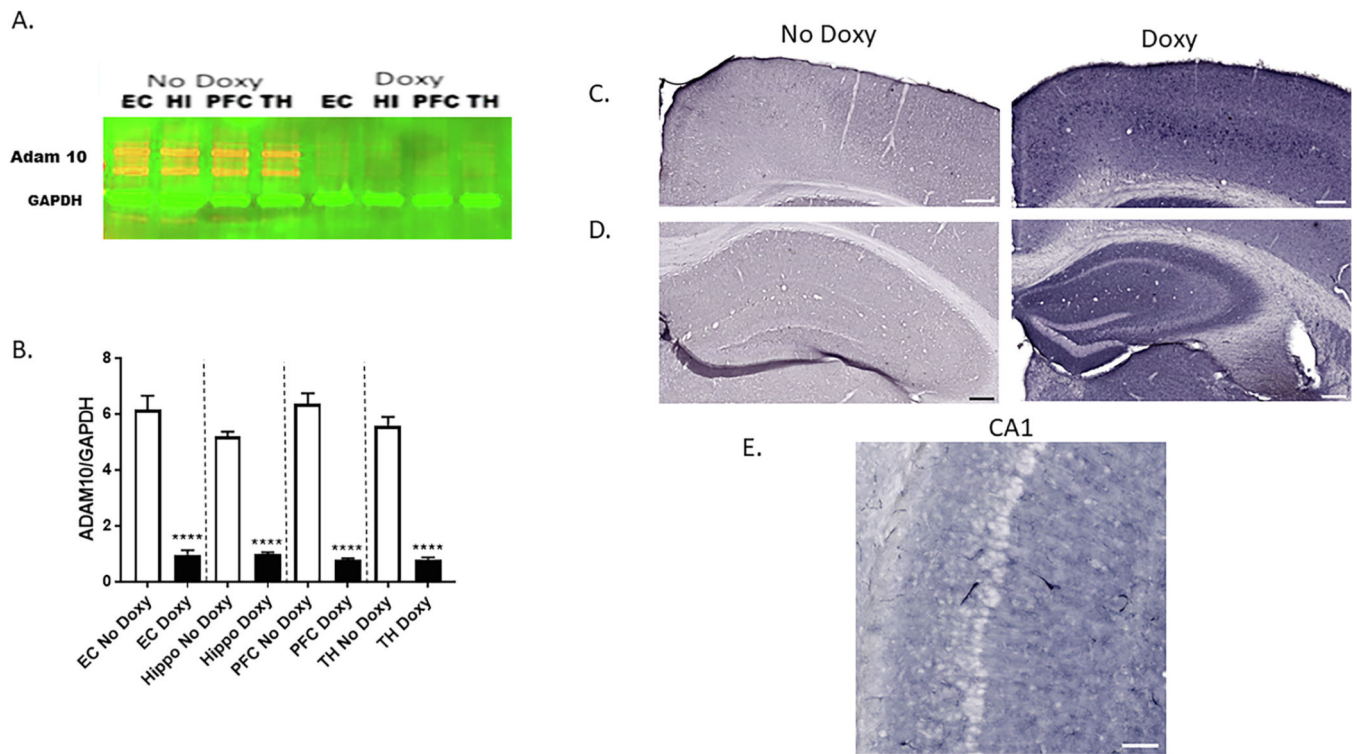 A.
No Doxy Doxy
EC HI PFC TH EC HI PFC TH
Adam 10
GAPDH
B.
ADAM10/GAPDH
8
6
4
2
0
**** **** **** ****
EC No Doxy
EC Doxy
Hippo No Doxy
Hippo Doxy
PFC No Doxy
PFC Doxy
TH No Doxy
TH Doxy
No Doxy Doxy
C.
D.
CA1
E.